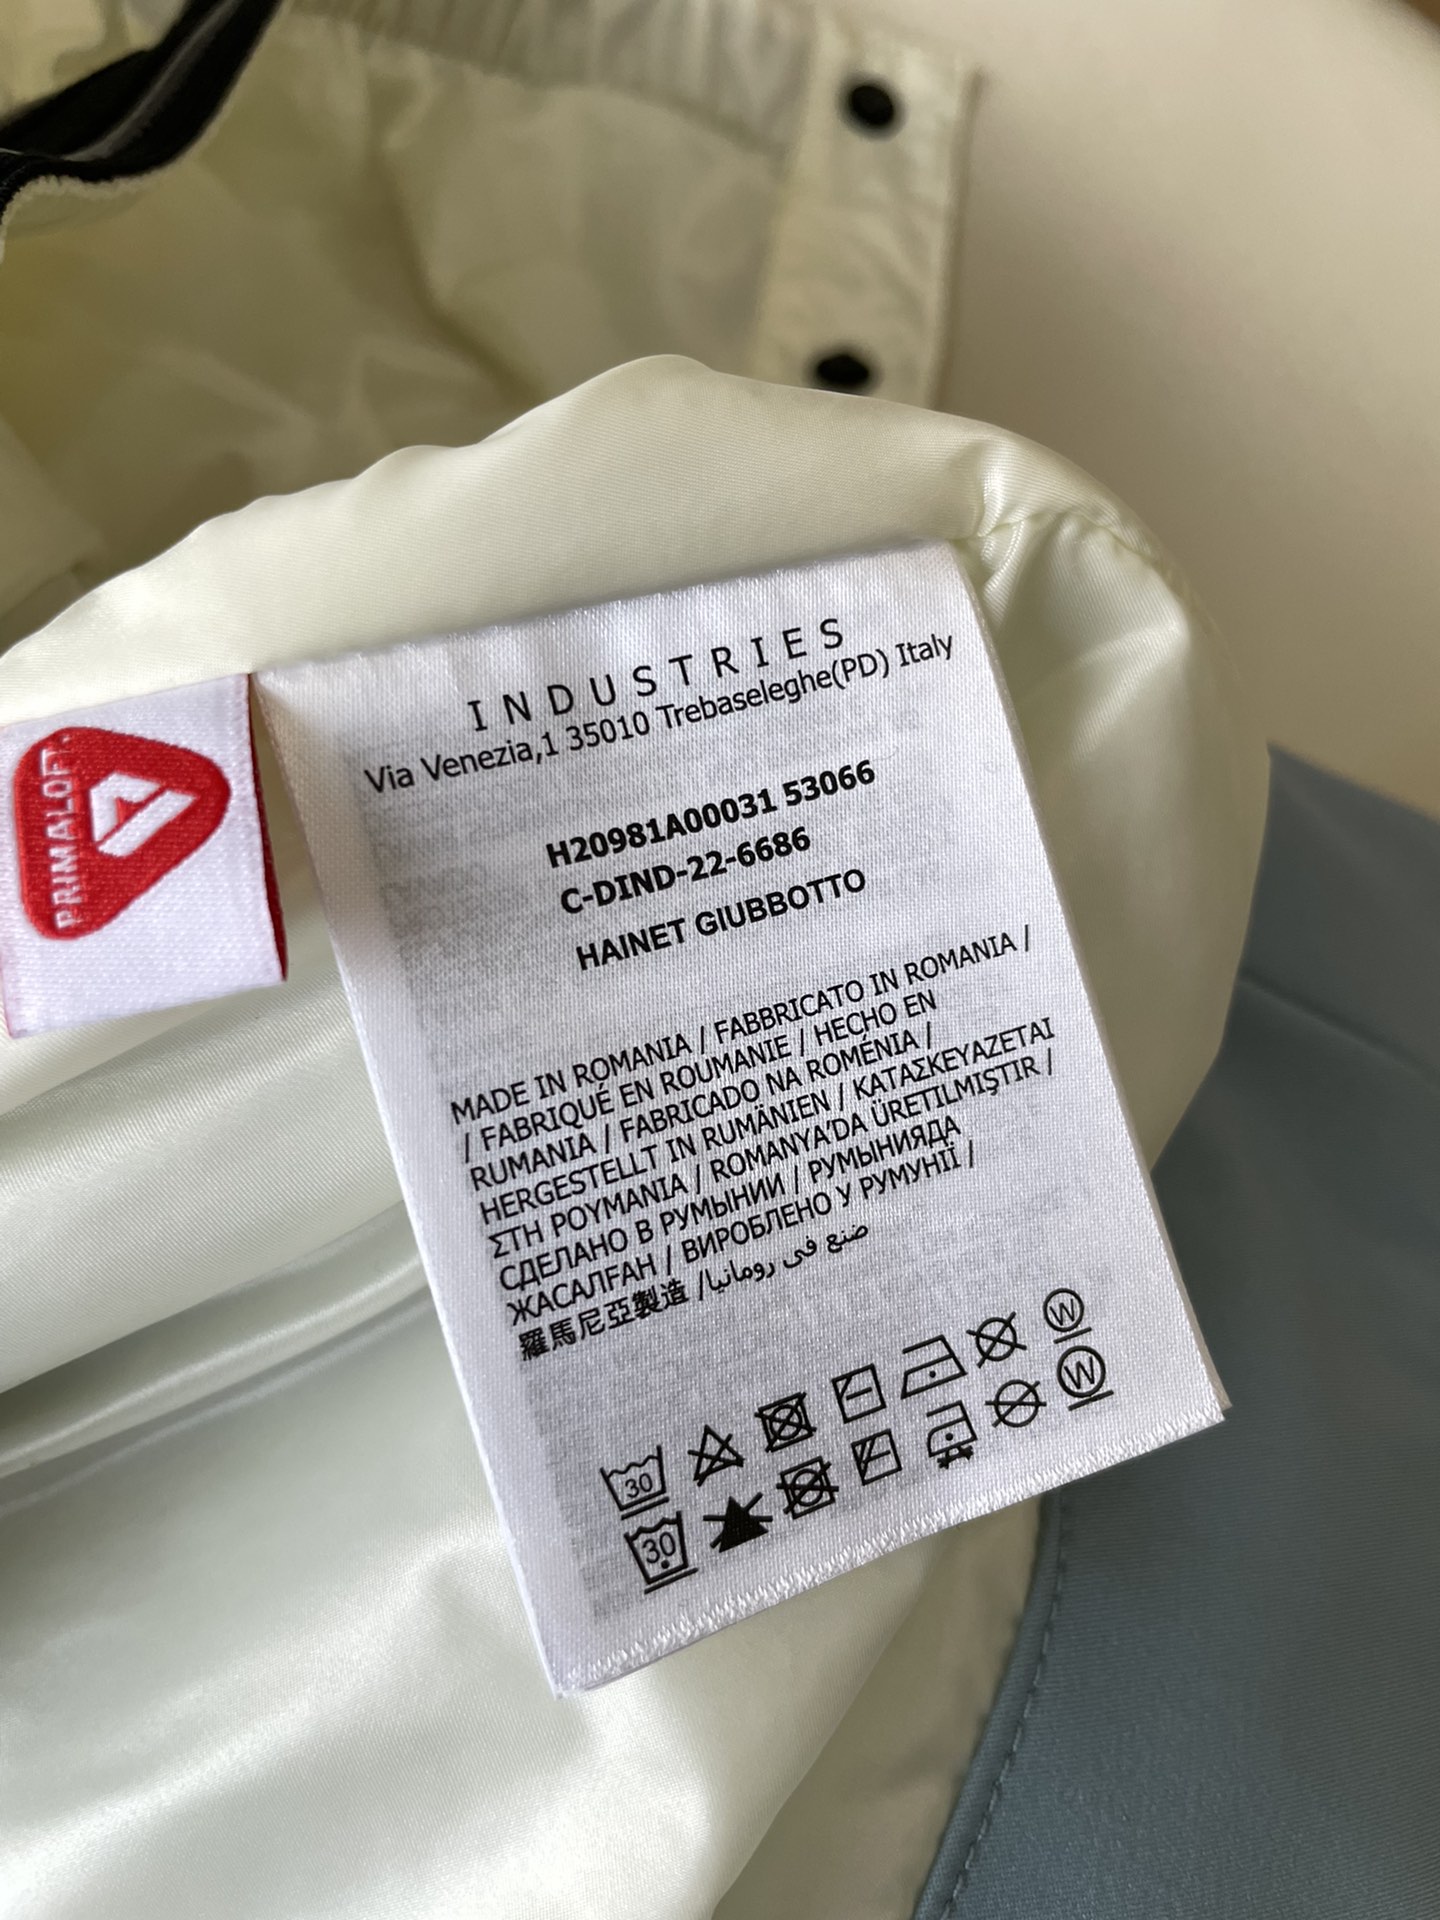 PRIMALOFT®
INDUSTRIES
Via Venezia,1 35010 Trebaseleghe(PD) Italy
H20981A00031 53066
C-DIND-22-6686
HAINET GIUBBOTTO
MADE IN ROMANIA / FABBRICATO IN ROMANIA /
/ FABRIQUÉ EN ROUMANIE / HECHO EN
RUMANIA / FABRICADO NA ROMÉNIA /
HERGESTELLT IN RUMÄNIEN / ΚΑΤΑΣΚΕΥΑΖΕΤΑΙ
ΣΤΗ ΡΟΥΜΑΝΙΑ / ROMANYA'DA ÜRETILMIŞTIR /
СДЕЛАНО В РУМЫНИИ / РУМЫНИЯДА
ЖАСАЛҒАН / ВИРОБЛЕНО У РУМУНІЇ /
羅馬尼亞製造 / صنع في رومانيا
30 W
30 W